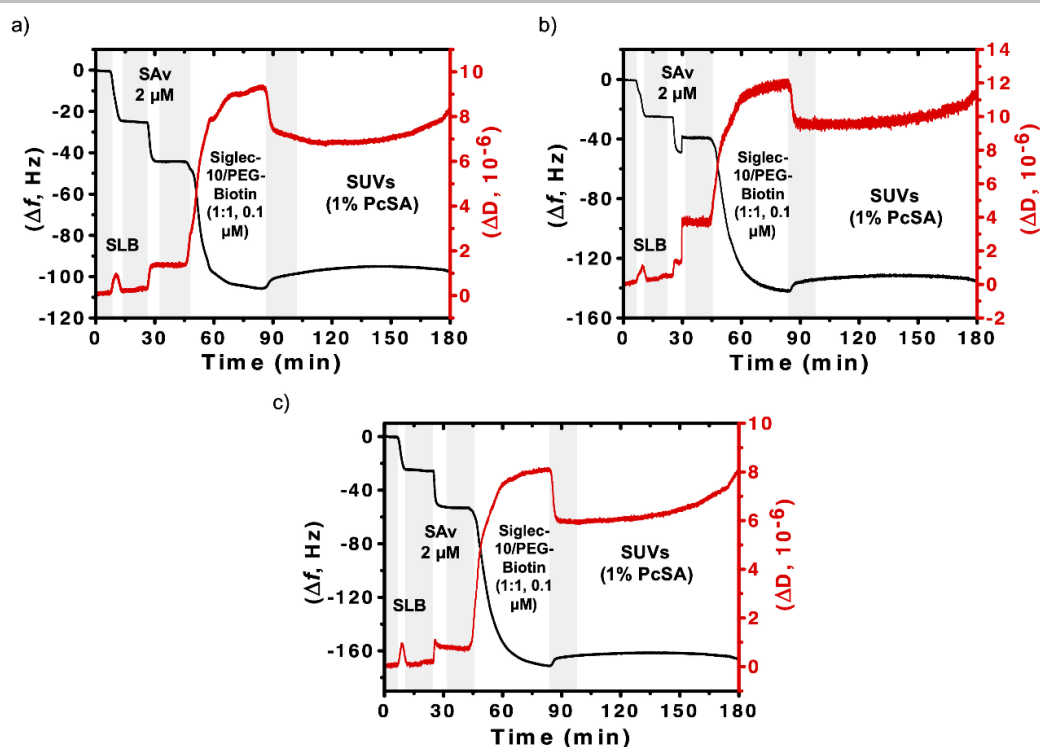 a)
0
-20
-40
-60
-80
-100
-120
(Δf, Hz)
SAv
2 µM
SLB
Siglec-
10/PEG-
Biotin
(1:1, 0.1
µM)
SUVs
(1% PcSA)
10
8
6
4
2
0
(ΔD, 10-6)
0 30 60 90 120 150 180
Time (min)
b)
0
-40
-80
-120
-160
(Δf, Hz)
SAv
2 µM
SLB
Siglec-
10/PEG-
Biotin
(1:1, 0.1
µM)
SUVs
(1% PcSA)
14
12
10
8
6
4
2
0
-2
(ΔD, 10-6)
0 30 60 90 120 150 180
Time (min)
c)
0
-40
-80
-120
-160
(Δf, Hz)
SAv
2 µM
SLB
Siglec-
10/PEG-
Biotin
(1:1, 0.1
µM)
SUVs
(1% PcSA)
10
8
6
4
2
0
(ΔD, 10-6)
0 30 60 90 120 150 180
Time (min)